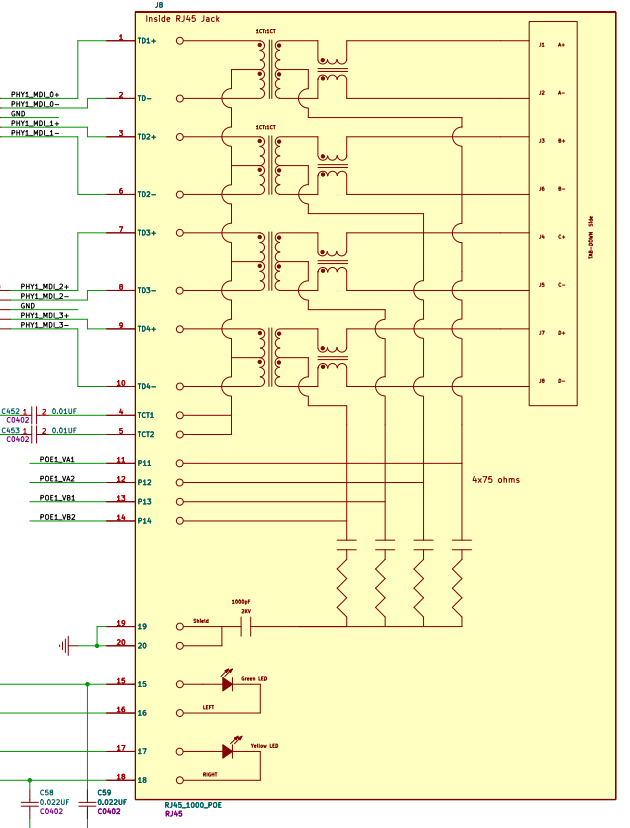 J8
Inside RJ45 Jack
1CT:1CT
1 TD1+
J1 A+
PHY1_MDI_0+
2 TD-
J2 A-
PHY1_MDI_0-
GND
PHY1_MDI_1+
1CT:1CT
3 TD2+
J3 B+
PHY1_MDI_1-
6 TD2-
J6 B-
TAB-DOWN Side
7 TD3+
J4 C+
PHY1_MDI_2+
8 TD3-
J5 C-
PHY1_MDI_2-
GND
PHY1_MDI_3+
9 TD4+
J7 D+
PHY1_MDI_3-
10 TD4-
J8 D-
C452 1 2 0.01UF
C0402
4 TCT1
C453 1 2 0.01UF
C0402
5 TCT2
POE1_VA1
11 P11
POE1_VA2
12 P12
4x75 ohms
POE1_VB1
13 P13
POE1_VB2
14 P14
1000pF
2KV
19 19
Shield
20 20
15 15
Green LED
16 16
LEFT
17 17
Yellow LED
18 18
RIGHT
C58
0.022UF
C0402
C59
0.022UF
C0402
RJ45_1000_POE
RJ45